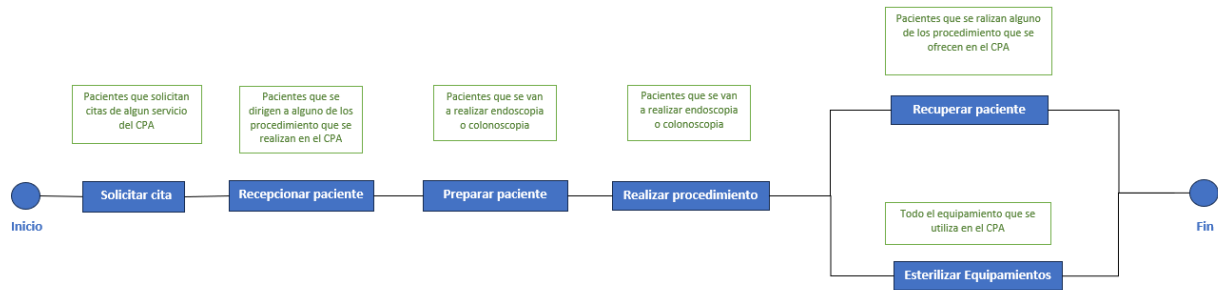 Pacientes que se ralizan alguno
de los procedimiento que se
ofrecen en el CPA
Pacientes que solicitan
citas de algun servicio
del CPA
Pacientes que se
dirigen a alguno de los
procedimiento que se
realizan en el CPA
Pacientes que se van
a realizar endoscopia
o colonoscopia
Pacientes que se van
a realizar endoscopia
o colonoscopia
Recuperar paciente
Inicio
Solicitar cita
Recepcionar paciente
Preparar paciente
Realizar procedimiento
Todo el equipamiento que se
utiliza en el CPA
Esterilizar Equipamientos
Fin